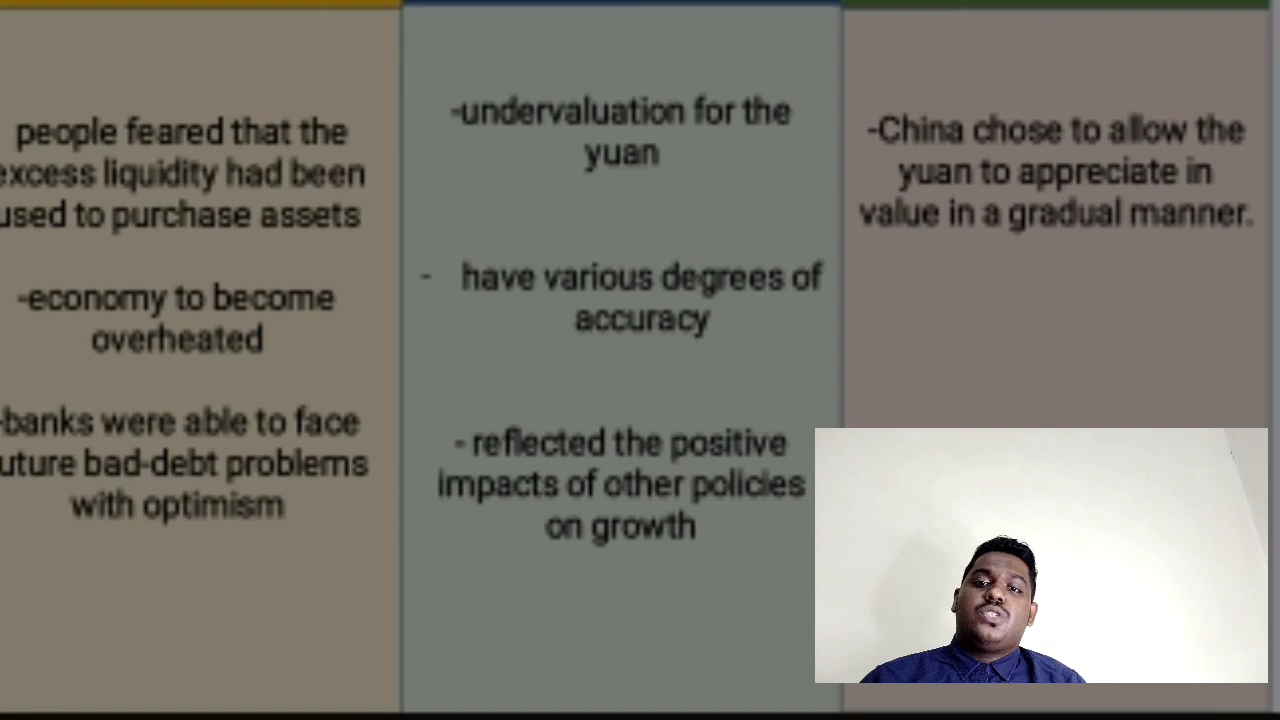 people feared that the
excess liquidity had been
used to purchase assets
-economy to become
overheated
-banks were able to face
uture bad-debt problems
with optimism
-undervaluation for the
yuan
- have various degrees of
accuracy
- reflected the positive
impacts of other policies
on growth
-China chose to allow the
yuan to appreciate in
value in a gradual manner.